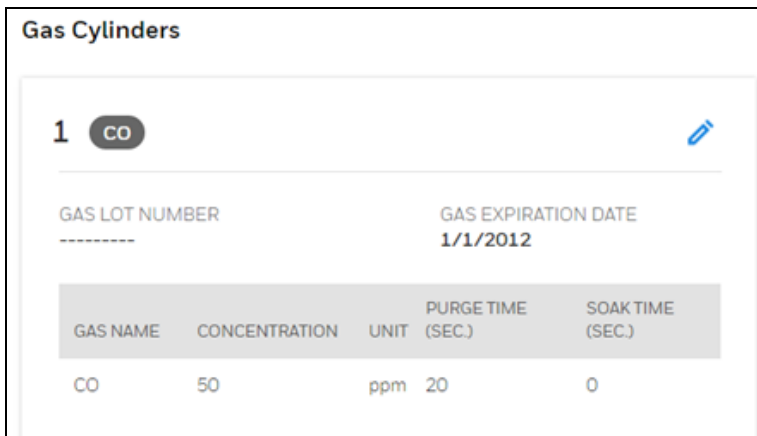 Gas Cylinders
1 CO
GAS LOT NUMBER GAS EXPIRATION DATE
--------- 1/1/2012
GAS NAME CONCENTRATION UNIT PURGE TIME (SEC.) SOAK TIME (SEC.)
CO 50 ppm 20 0